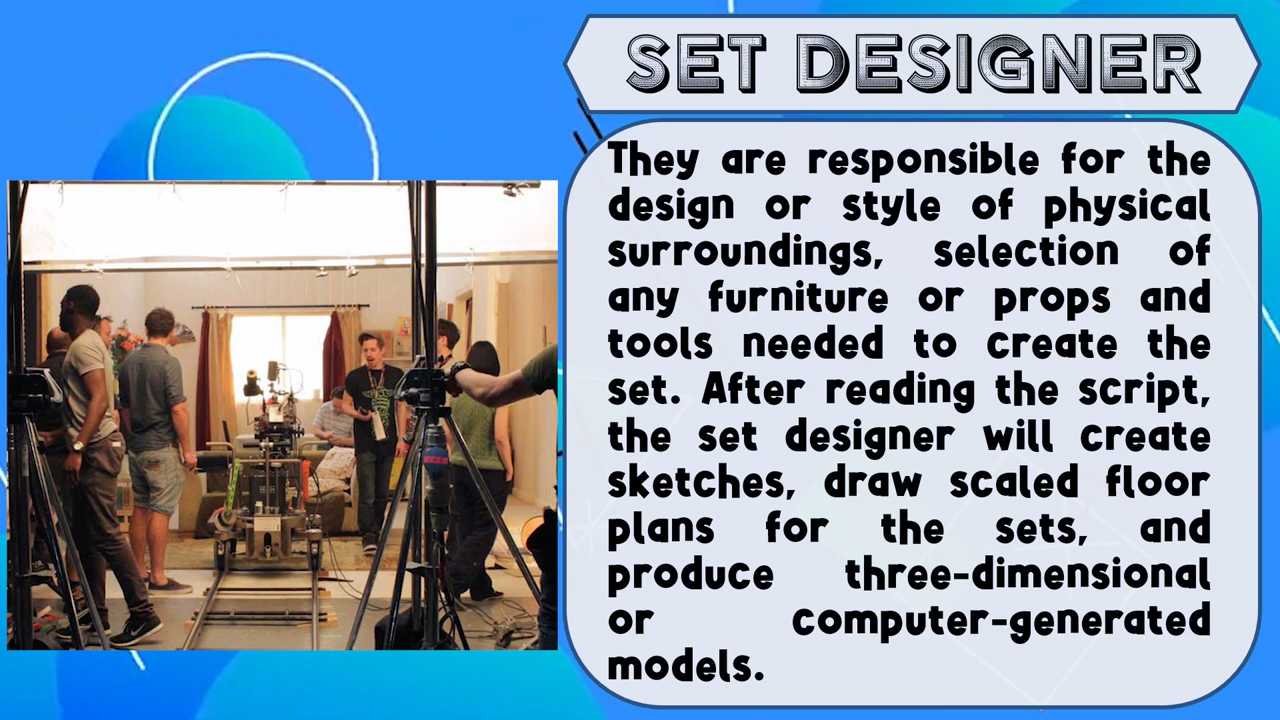 SET DESIGNER
They are responsible for the
design or style of physical
surroundings, selection of
any furniture or props and
tools needed to create the
set. After reading the script,
the set designer will create
sketches, draw scaled floor
plans for the sets, and
produce three-dimensional
or computer-generated
models.